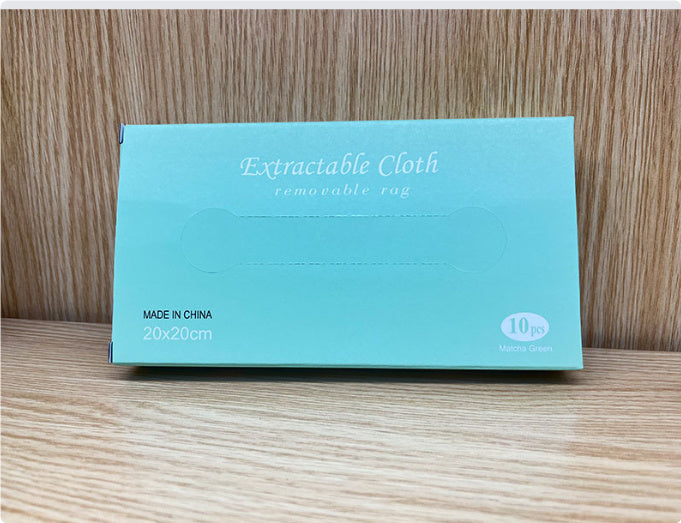 Extractable Cloth
removable rag
MADE IN CHINA
20x20cm
10pcs
Matcha Green